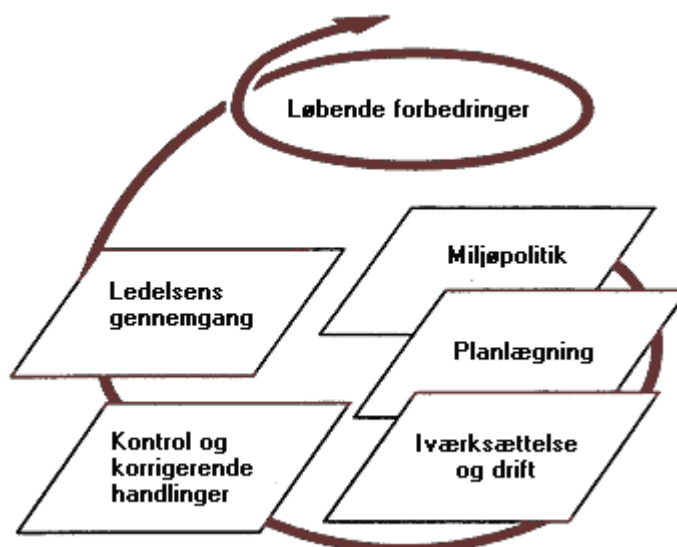 Løbende forbedringer
Miljøpolitik
Planlægning
Iværksættelse
og drift
Kontrol og
korrigerende
handlinger
Ledelsens
gennemgang